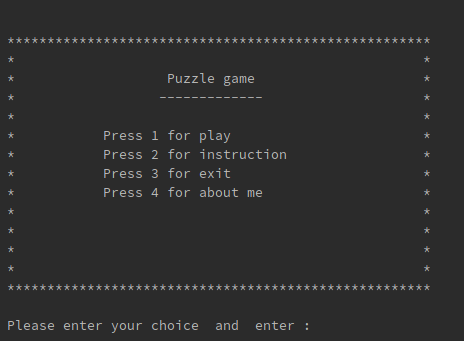 *****************************************************
*                                                   *
*                   Puzzle game                     *
*                  -------------                    *
*                                                   *
*           Press 1 for play                        *
*           Press 2 for instruction                 *
*           Press 3 for exit                        *
*           Press 4 for about me                    *
*                                                   *
*                                                   *
*                                                   *
*                                                   *
*****************************************************
Please enter your choice  and  enter :